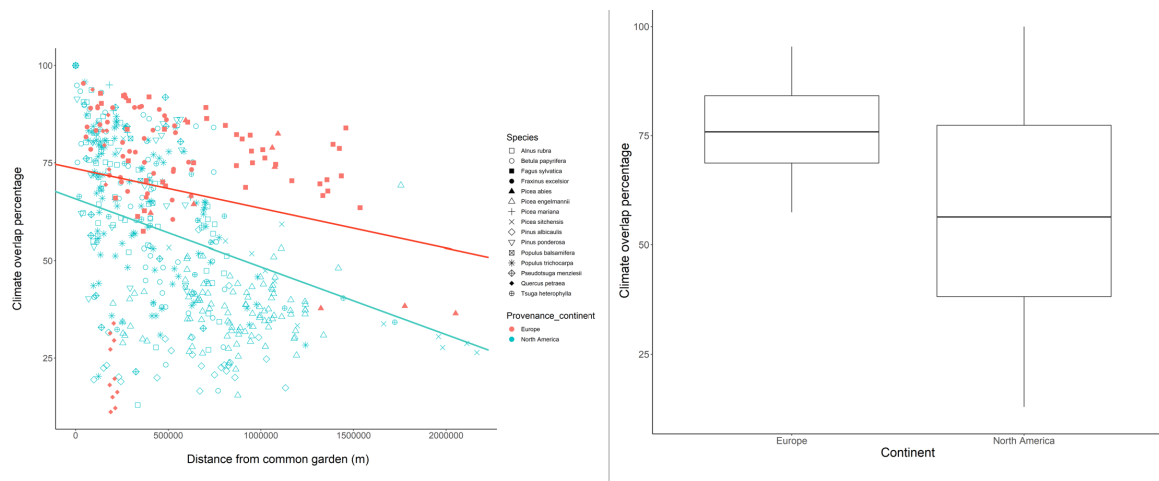 100
75
50
25
Climate overlap percentage
0
500000
1000000
1500000
2000000
Distance from common garden (m)
Species
Alnus rubra
Betula papyrifera
Fagus sylvatica
Fraxinus excelsior
Picea abies
Picea engelmannii
Picea mariana
Picea sitchensis
Pinus albicaulis
Pinus ponderosa
Populus balsamifera
Populus trichocarpa
Pseudotsuga menziesii
Quercus petraea
Tsuga heterophylla
Provenance_continent
Europe
North America
100
75
50
25
Climate overlap percentage
Europe
North America
Continent